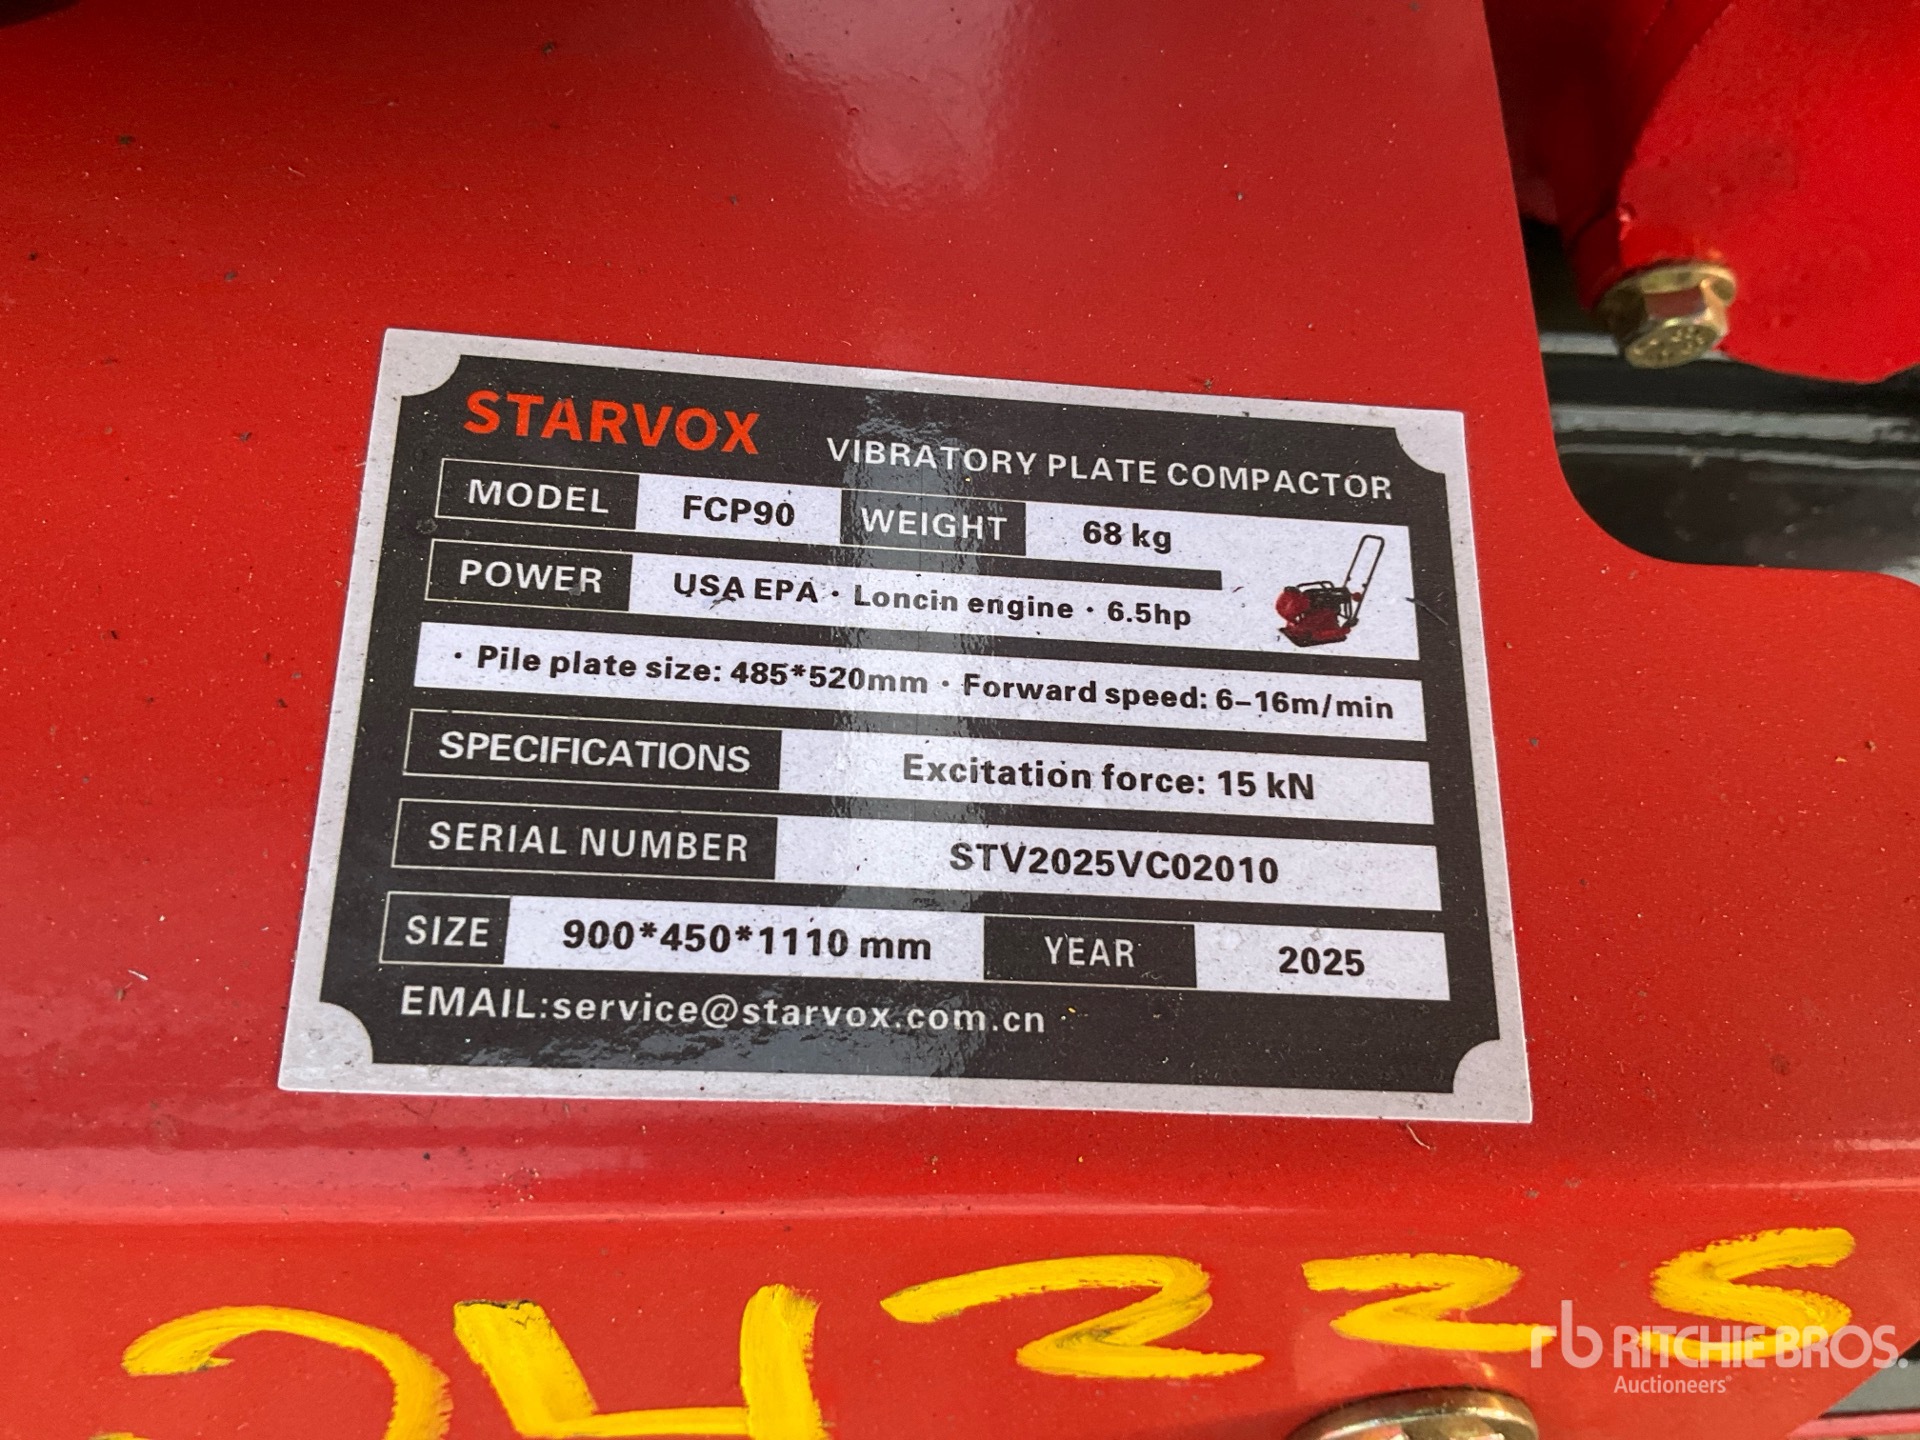 STARVOX VIBRATORY PLATE COMPACTOR
MODEL FCP90 WEIGHT 68 kg
POWER USA EPA · Loncin engine · 6.5hp
· Pile plate size: 485*520mm · Forward speed: 6-16m/min
SPECIFICATIONS Excitation force: 15 kN
SERIAL NUMBER STV2025VC02010
SIZE 900*450*1110 mm YEAR 2025
EMAIL:service@starvox.com.cn
24225
rb RITCHIE BROS.
Auctioneers